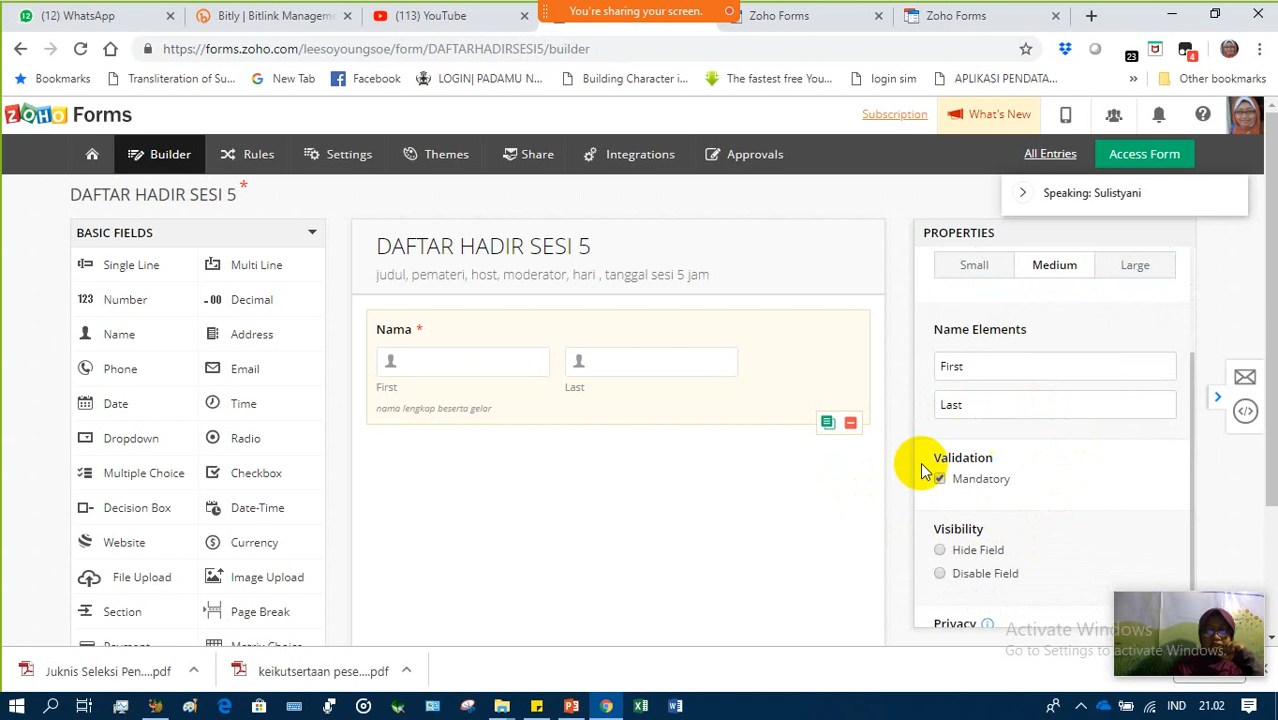 (12) WhatsApp
Bitly | Bitlink Managem
(113) YouTube
You're sharing your screen.
Zoho Forms
Zoho Forms
https://forms.zoho.com/leesoyoungsoe/form/DAFTARHADIRSESI5/builder
23
4
Bookmarks
Transliteration of Su...
New Tab
Facebook
LOGIN| PADAMU N...
Building Character i...
The fastest free You...
login sim
APLIKASI PENDATA...
»
Other bookmarks
ZOHO Forms
Subscription
What's New
Builder
Rules
Settings
Themes
Share
Integrations
Approvals
All Entries
Access Form
DAFTAR HADIR SESI 5 *
Speaking: Sulistyani
BASIC FIELDS
Single Line
Multi Line
123 Number
.00 Decimal
Name
Address
Phone
Email
Date
Time
Dropdown
Radio
Multiple Choice
Checkbox
Decision Box
Date-Time
Website
Currency
File Upload
Image Upload
Section
Page Break
DAFTAR HADIR SESI 5
judul, pemateri, host, moderator, hari , tanggal sesi 5 jam
Nama *
First
Last
nama lengkap beserta gelar
PROPERTIES
Small
Medium
Large
Name Elements
First
Last
Validation
Mandatory
Visibility
Hide Field
Disable Field
Privacy
Activate Windows
Go to Settings to activate Windows.
Juknis Seleksi Pen....pdf
keikutsertaan pese....pdf
IND
21.02